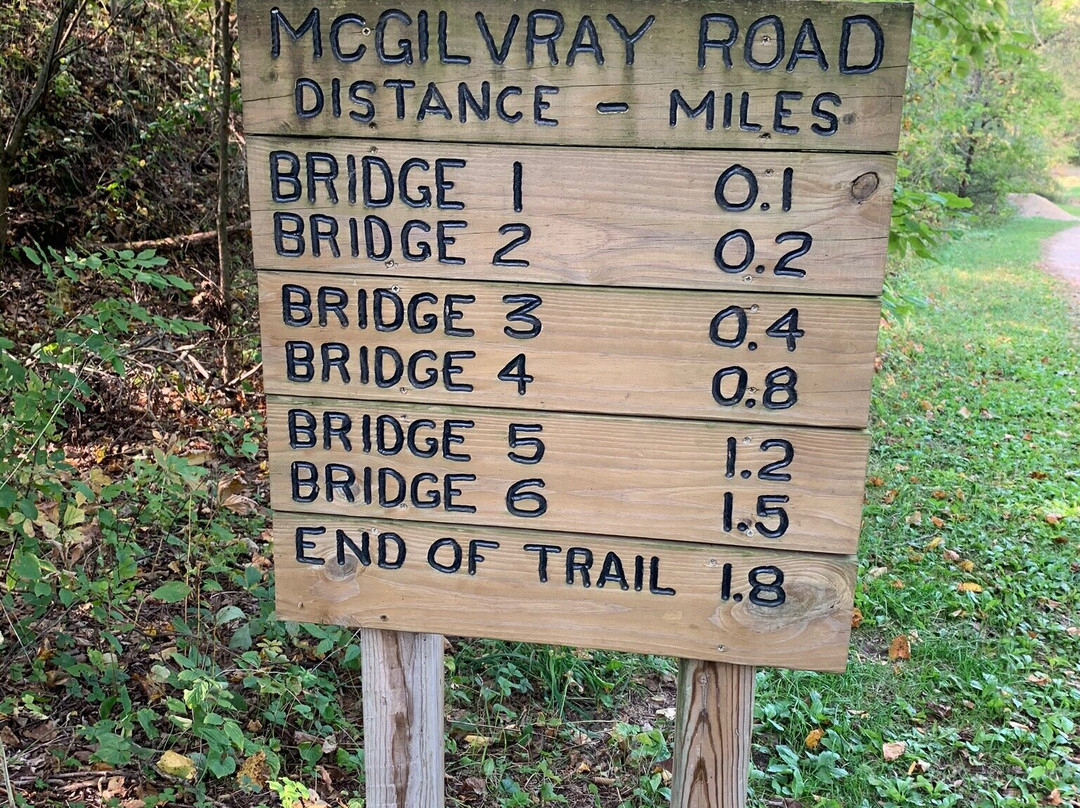 McGILVRAY ROAD
DISTANCE - MILES
BRIDGE 1 0.1
BRIDGE 2 0.2
BRIDGE 3 0.4
BRIDGE 4 0.8
BRIDGE 5 1.2
BRIDGE 6 1.5
END OF TRAIL 1.8